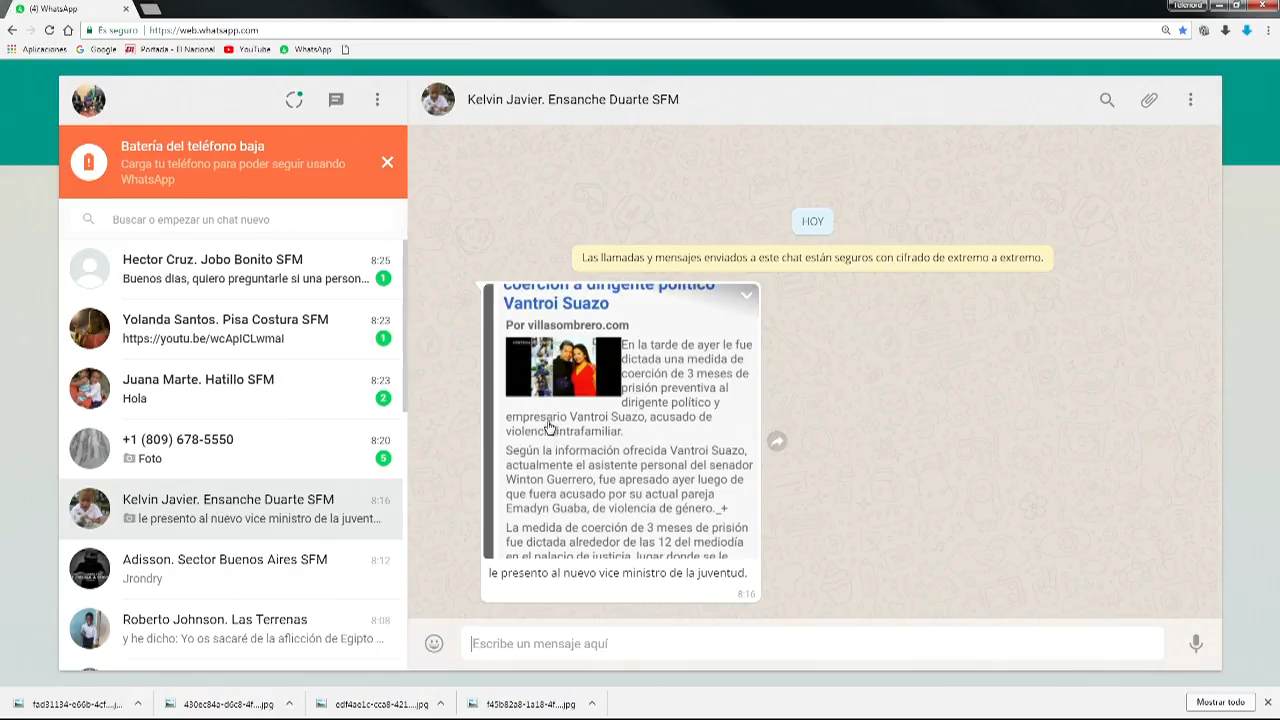 (4) WhatsApp
Telenord
Es seguro | https://web.whatsapp.com
Aplicaciones Google Portada - El Nacional YouTube WhatsApp
Kelvin Javier. Ensanche Duarte SFM
Batería del teléfono baja
Carga tu teléfono para poder seguir usando
WhatsApp
Buscar o empezar un chat nuevo
Hector Cruz. Jobo Bonito SFM 8:25
Buenos días, quiero preguntarle si una person... 1
Yolanda Santos. Pisa Costura SFM 8:23
https://youtu.be/wcApICLwmaI 1
Juana Marte. Hatillo SFM 8:23
Hola 2
+1 (809) 678-5550 8:20
Foto 5
Kelvin Javier. Ensanche Duarte SFM 8:16
le presento al nuevo vice ministro de la juvent...
Adisson. Sector Buenos Aires SFM 8:12
Jrondry
Roberto Johnson. Las Terrenas 8:08
y he dicho: Yo os sacaré de la aflicción de Egipto ...
HOY
Las llamadas y mensajes enviados a este chat están seguros con cifrado de extremo a extremo.
coerción a dirigente político
Vantroi Suazo
Por villasombrero.com
En la tarde de ayer le fue
dictada una medida de
coerción de 3 meses de
prisión preventiva al
dirigente político y
empresario Vantroi Suazo, acusado de
violencia intrafamiliar.
Según la información ofrecida Vantroi Suazo,
actualmente el asistente personal del senador
Winton Guerrero, fue apresado ayer luego de
que fuera acusado por su actual pareja
Emadyn Guaba, de violencia de género._+
La medida de coerción de 3 meses de prisión
fue dictada alrededor de las 12 del mediodía
en el palacio de justicia, lugar donde se le
le presento al nuevo vice ministro de la juventud.
8:16
Escribe un mensaje aquí
fad31134-e66b-4cf....j... 430ec84a-d6c8-4f....jpg edf4ae1c-cca8-421...jpg f45b82a8-1a18-4f....jpg Mostrar todo